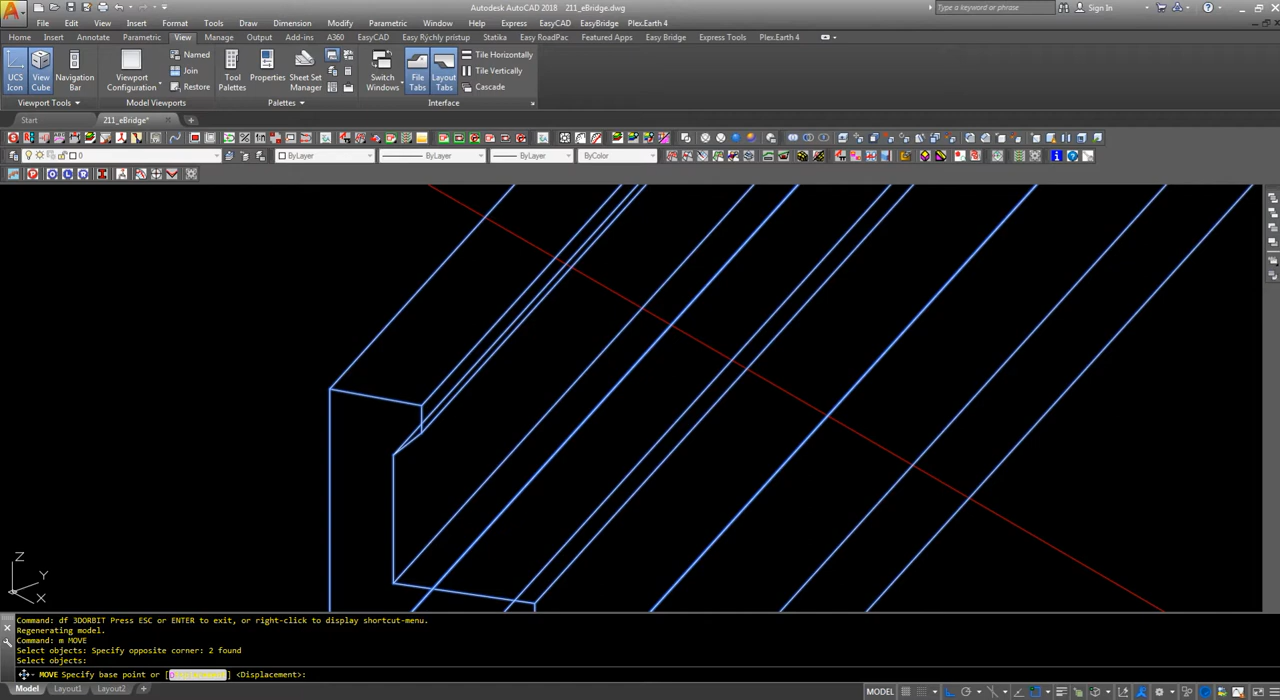 Autodesk AutoCAD 2018 211_eBridge.dwg
Type a keyword or phrase
Sign In
File Edit View Insert Format Tools Draw Dimension Modify Parametric Window Help Express EasyCAD EasyBridge Plex.Earth 4
Home Insert Annotate Parametric View Manage Output Add-ins A360 EasyCAD Easy Rýchly prístup Statika Easy RoadPac Featured Apps Easy Bridge Express Tools Plex.Earth 4
UCS Icon
View Cube
Navigation Bar
Viewport Configuration
Named
Join
Restore
Tool Palettes
Properties
Sheet Set Manager
Switch Windows
File Tabs
Layout Tabs
Tile Horizontally
Tile Vertically
Cascade
Viewport Tools Model Viewports Palettes Interface
Start 211_eBridge*
0 ByLayer ByLayer ByLayer ByColor
Z
Y
X
Command: df 3DORBIT Press ESC or ENTER to exit, or right-click to display shortcut-menu.
Regenerating model.
Command: m MOVE
Select objects: Specify opposite corner: 2 found
Select objects:
MOVE Specify base point or [Displacement] <Displacement>:
Model Layout1 Layout2
MODEL